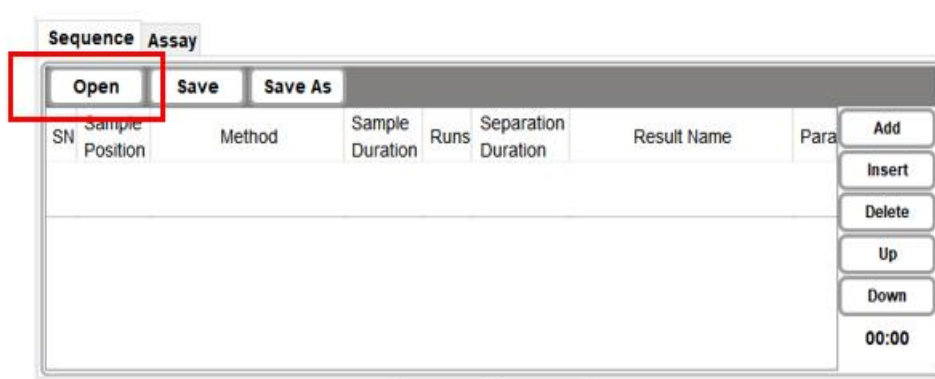 Sequence Assay
Open Save Save As
SN Sample Position Method Sample Duration Runs Separation Duration Result Name Para
Add
Insert
Delete
Up
Down
00:00